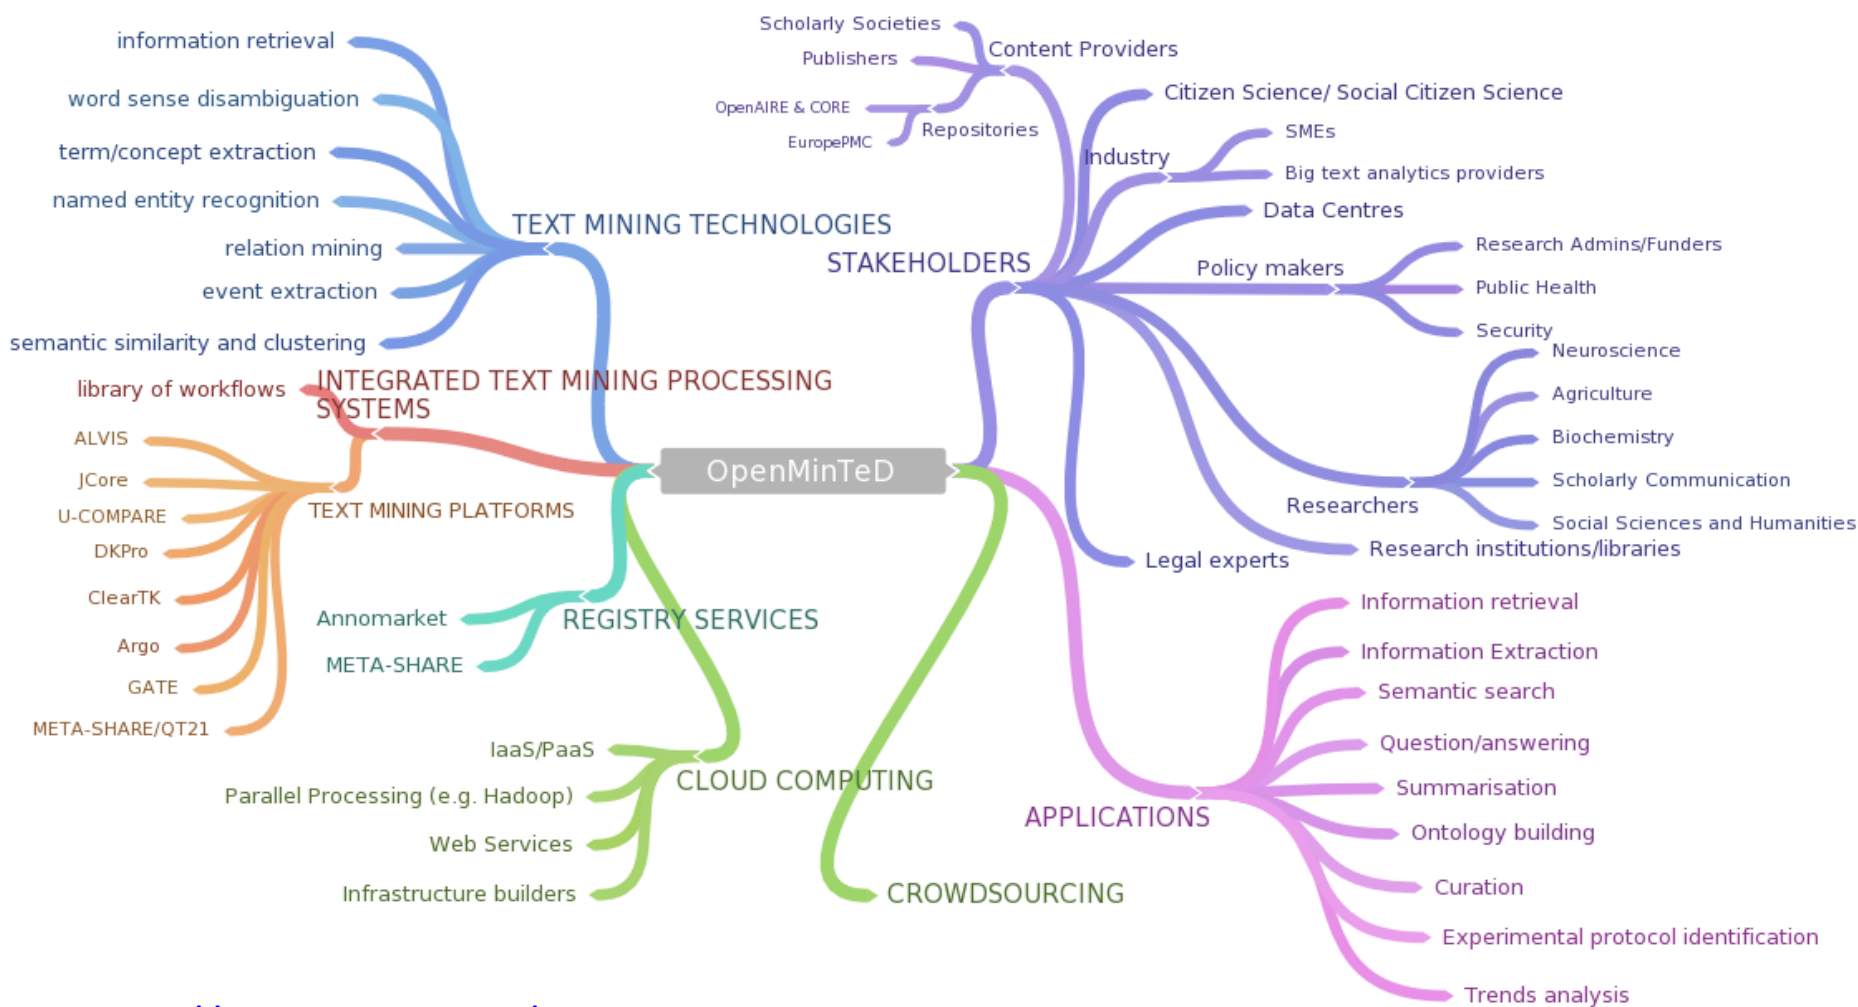 information retrieval
word sense disambiguation
term/concept extraction
named entity recognition
relation mining
event extraction
semantic similarity and clustering
TEXT MINING TECHNOLOGIES
library of workflows
INTEGRATED TEXT MINING PROCESSING
SYSTEMS
ALVIS
JCore
U-COMPARE
DKPro
ClearTK
Argo
GATE
META-SHARE/QT21
TEXT MINING PLATFORMS
OpenMinTeD
Annomarket
META-SHARE
REGISTRY SERVICES
IaaS/PaaS
Parallel Processing (e.g. Hadoop)
Web Services
Infrastructure builders
CLOUD COMPUTING
Scholarly Societies
Publishers
OpenAIRE & CORE
EuropePMC
Repositories
Content Providers
Citizen Science/ Social Citizen Science
Industry
SMEs
Big text analytics providers
Data Centres
STAKEHOLDERS
Policy makers
Research Admins/Funders
Public Health
Security
Neuroscience
Agriculture
Biochemistry
Scholarly Communication
Social Sciences and Humanities
Researchers
Research institutions/libraries
Legal experts
Information retrieval
Information Extraction
Semantic search
Question/answering
Summarisation
Ontology building
Curation
Experimental protocol identification
Trends analysis
APPLICATIONS
CROWDSOURCING